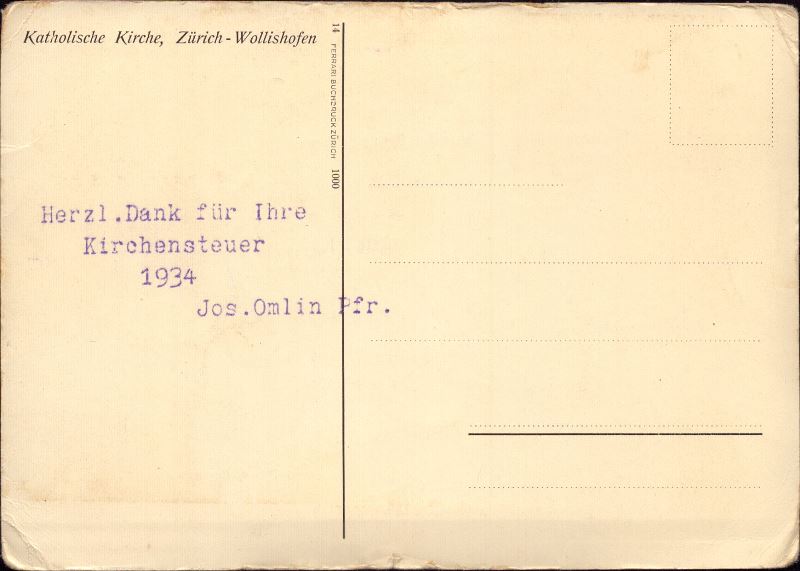 Katholische Kirche, Zürich-Wollishofen
14 FERRARI BUCHDRUCK ZÜRICH 1000
Herzl.Dank für Ihre
Kirchensteuer
1934
Jos.Omlin Pfr.